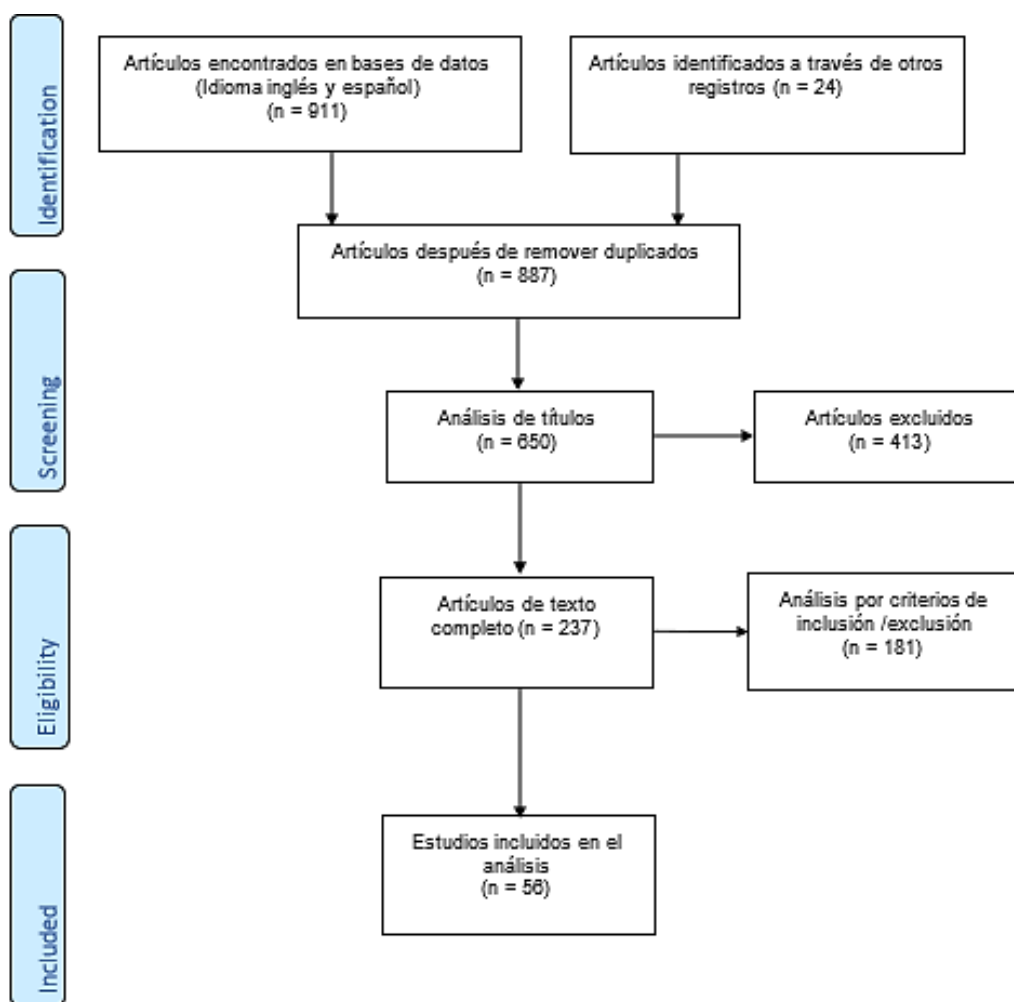 Identification
Artículos encontrados en bases de datos
(Idioma inglés y español)
(n = 911)
Artículos identificados a través de otros
registros (n = 24)
Artículos después de remover duplicados
(n = 887)
Screening
Análisis de títulos
(n = 650)
Artículos excluidos
(n = 413)
Eligibility
Artículos de texto
completo (n = 237)
Análisis por criterios de
inclusión /exclusión
(n = 181)
Included
Estudios incluidos en el
análisis
(n = 56)